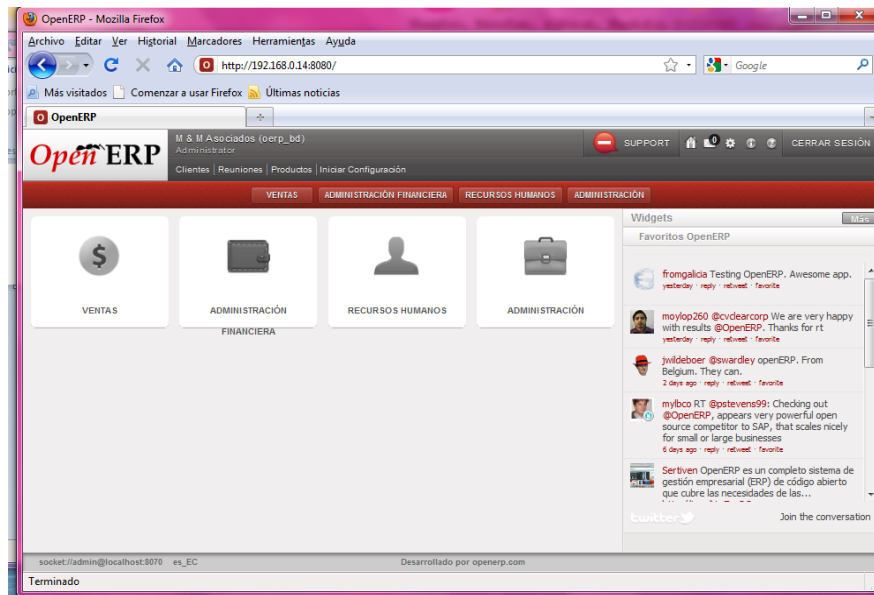 OpenERP - Mozilla Firefox
Archivo Editar Ver Historial Marcadores Herramientas Ayuda
http://192.168.0.14:8080/
Google
Más visitados Comenzar a usar Firefox Últimas noticias
OpenERP
Open ERP
M & M Asociados (oerp_bd)
Administrator
SUPPORT
0
CERRAR SESIÓN
Clientes | Reuniones | Productos | Iniciar Configuración
VENTAS ADMINISTRACIÓN FINANCIERA RECURSOS HUMANOS ADMINISTRACIÓN
VENTAS
ADMINISTRACIÓN
FINANCIERA
RECURSOS HUMANOS
ADMINISTRACIÓN
Widgets
Más
Favoritos OpenERP
fromgalicia Testing OpenERP. Awesome app.
yesterday · reply · retweet · favorite
moylop260 @cvclearcorp We are very happy
with results @OpenERP. Thanks for rt
yesterday · reply · retweet · favorite
jwildeboer @swardley openERP. From
Belgium. They can.
2 days ago · reply · retweet · favorite
mylbco RT @pstevens99: Checking out
@OpenERP, appears very powerful open
source competitor to SAP, that scales nicely
for small or large businesses
6 days ago · reply · retweet · favorite
Sertiven OpenERP es un completo sistema de
gestión empresarial (ERP) de código abierto
que cubre las necesidades de las...
twitter
Join the conversation
socket://admin@localhost:8070 es_EC
Desarrollado por openerp.com
Terminado